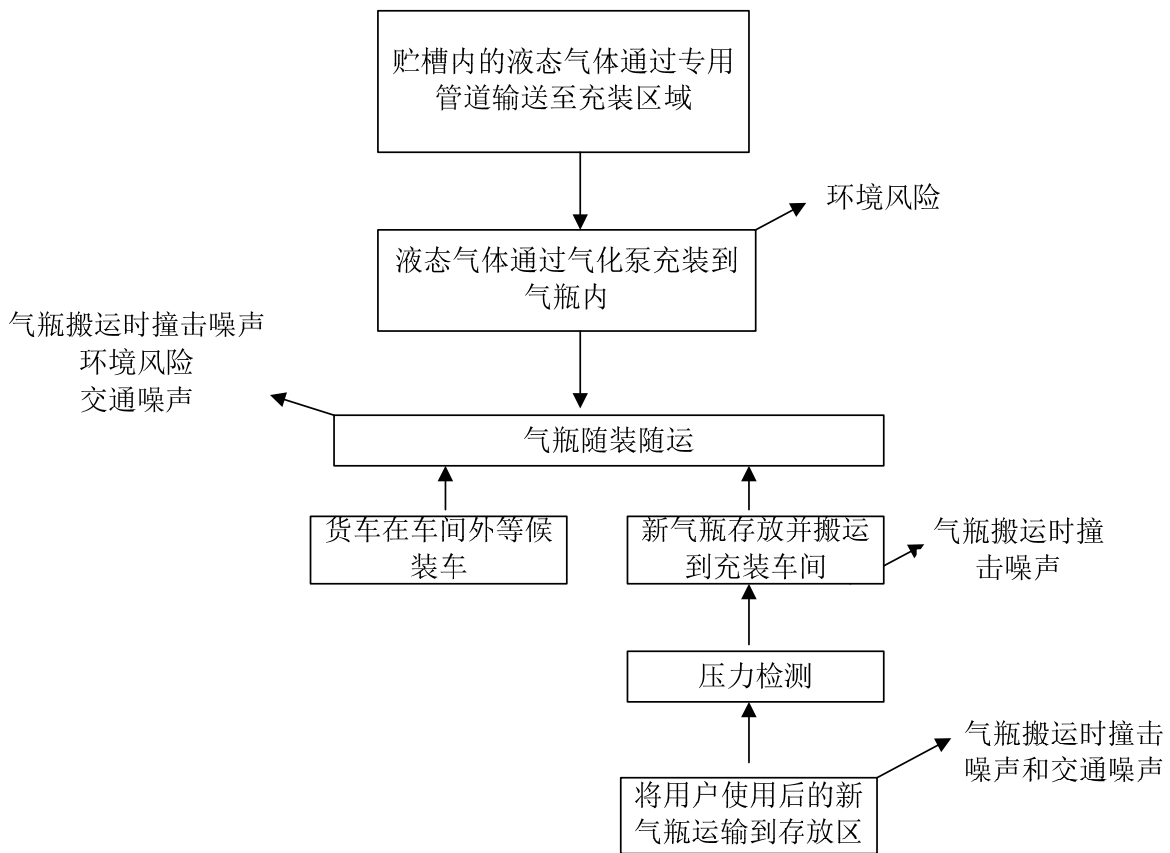 贮槽内的液态气体通过专用
管道输送至充装区域
环境风险
液态气体通过气化泵充装到
气瓶内
气瓶搬运时撞击噪声
环境风险
交通噪声
气瓶随装随运
货车在车间外等候
装车
新气瓶存放并搬运
到充装车间
气瓶搬运时撞
击噪声
压力检测
气瓶搬运时撞击
噪声和交通噪声
将用户使用后的新
气瓶运输到存放区